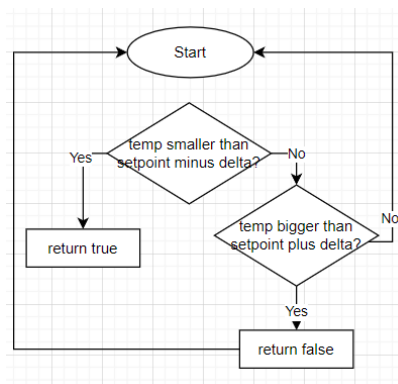 Start
temp smaller than
setpoint minus delta?
Yes
No
return true
temp bigger than
setpoint plus delta?
No
Yes
return false